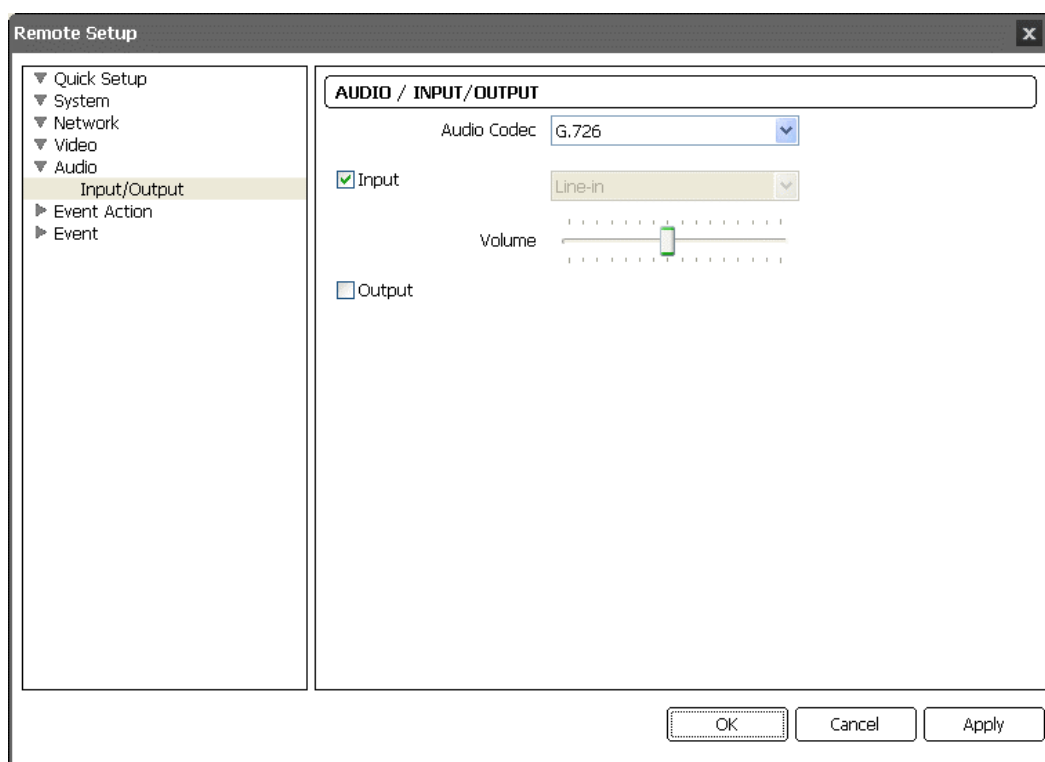 Remote Setup
Quick Setup
System
Network
Video
Audio
Input/Output
Event Action
Event
AUDIO / INPUT/OUTPUT
Audio Codec G.726
Input Line-in
Volume
Output
OK Cancel Apply